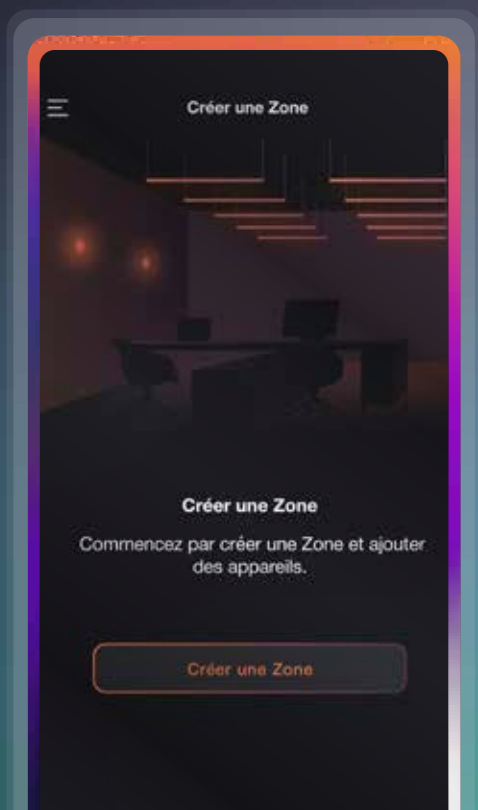 Créer une Zone
Créer une Zone
Commencez par créer une Zone et ajouter
des appareils.
Créer une Zone